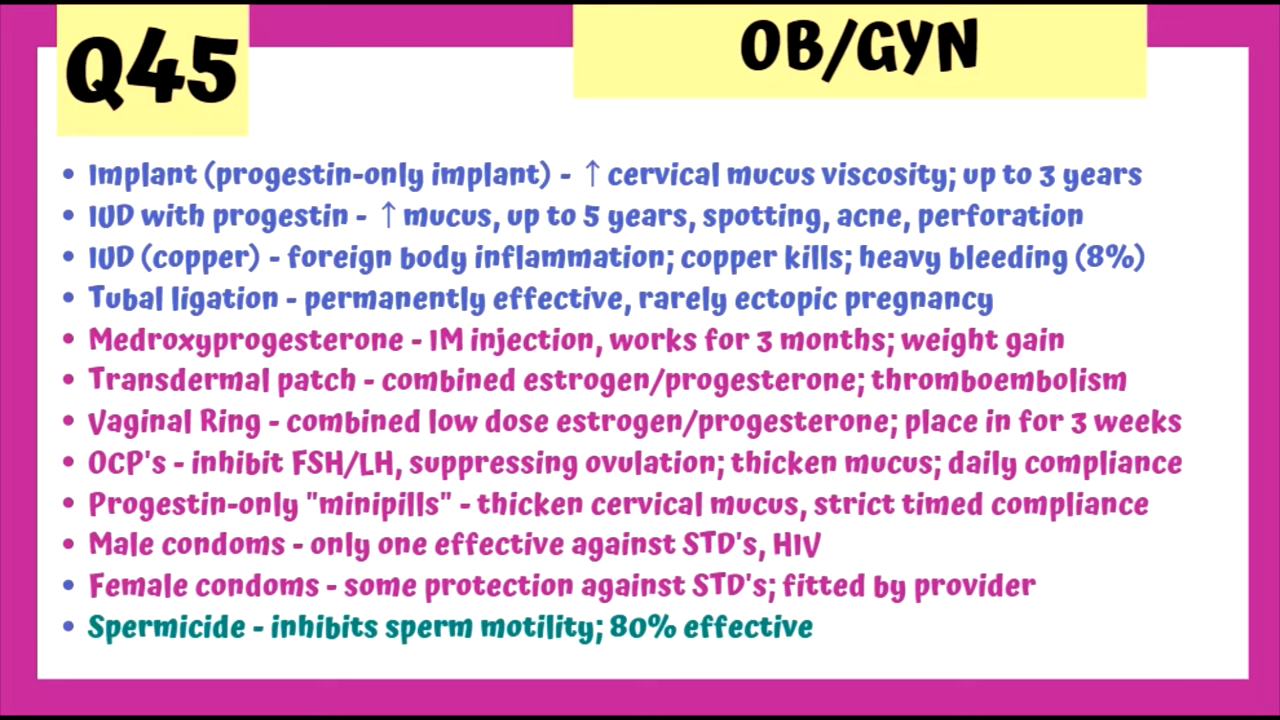 Q45
OB/GYN
• Implant (progestin-only implant) - ↑ cervical mucus viscosity; up to 3 years
• IUD with progestin - ↑ mucus, up to 5 years, spotting, acne, perforation
• IUD (copper) - foreign body inflammation; copper kills; heavy bleeding (8%)
• Tubal ligation - permanently effective, rarely ectopic pregnancy
• Medroxyprogesterone - IM injection, works for 3 months; weight gain
• Transdermal patch - combined estrogen/progesterone; thromboembolism
• Vaginal Ring - combined low dose estrogen/progesterone; place in for 3 weeks
• OCP's - inhibit FSH/LH, suppressing ovulation; thicken mucus; daily compliance
• Progestin-only "minipills" - thicken cervical mucus, strict timed compliance
• Male condoms - only one effective against STD's, HIV
• Female condoms - some protection against STD's; fitted by provider
• Spermicide - inhibits sperm motility; 80% effective